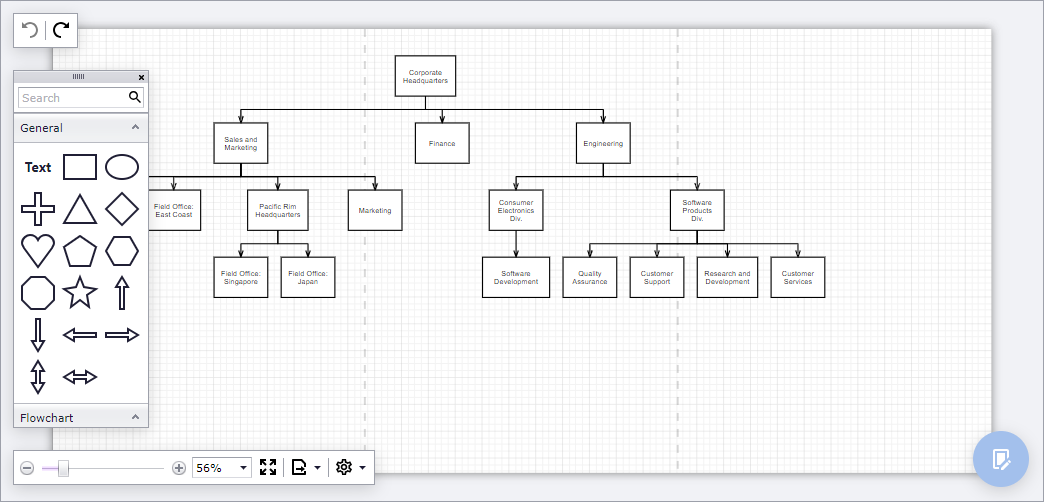 Corporate
Headquarters
Search
General
Sales and
Marketing
Finance
Engineering
Text
Field Office:
East Coast
Pacific Rim
Headquarters
Marketing
Consumer
Electronics
Div.
Software
Products
Div.
Field Office:
Singapore
Field Office:
Japan
Software
Development
Quality
Assurance
Customer
Support
Research and
Development
Customer
Services
Flowchart
56%